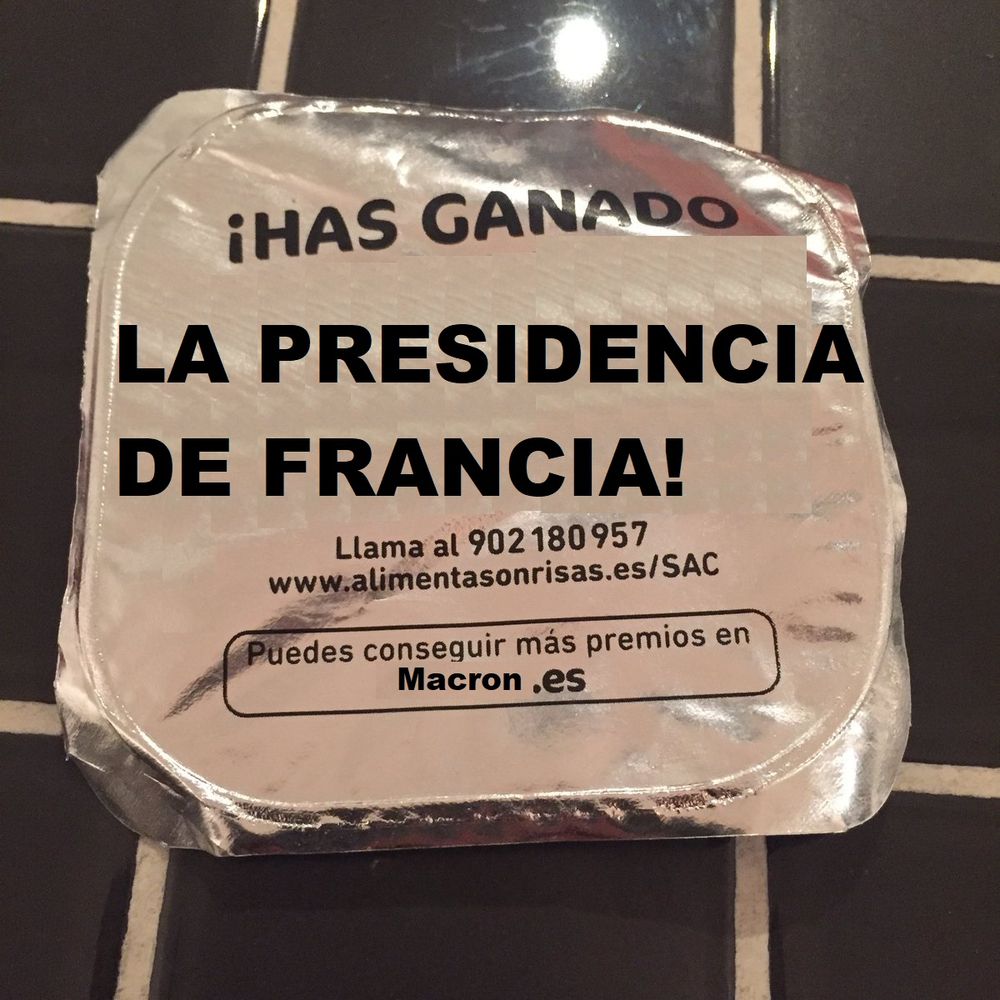 ¡HAS GANADO
LA PRESIDENCIA
DE FRANCIA!
Llama al 902 180 957
www.alimentasonrisas.es/SAC
Puedes conseguir más premios en
Macron .es